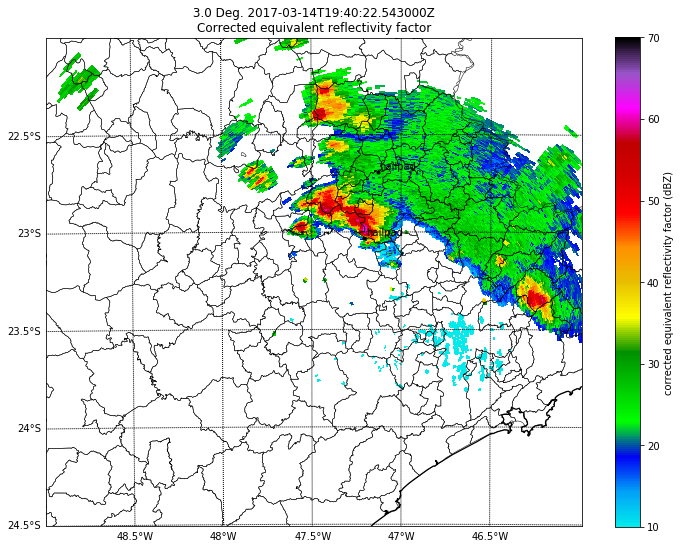 3.0 Deg. 2017-03-14T19:40:22.543000Z
Corrected equivalent reflectivity factor
70
60
50
40
30
20
10
corrected equivalent reflectivity factor (dBZ)
22.5°S
23°S
23.5°S
24°S
24.5°S
hailpad
hailpad
48.5°W
48°W
47.5°W
47°W
46.5°W